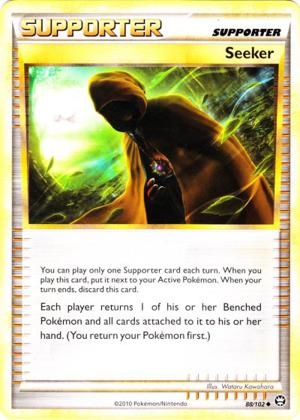 SUPPORTER
SUPPORTER
Seeker
You can play only one Supporter card each turn. When you
play this card, put it next to your Active Pokémon. When your
turn ends, discard this card.
Each player returns 1 of his or her Benched
Pokémon and all cards attached to it to his or her
hand. (You return your Pokémon first.)
Illus. Wataru Kawahara
©2010 Pokémon/Nintendo
88/102